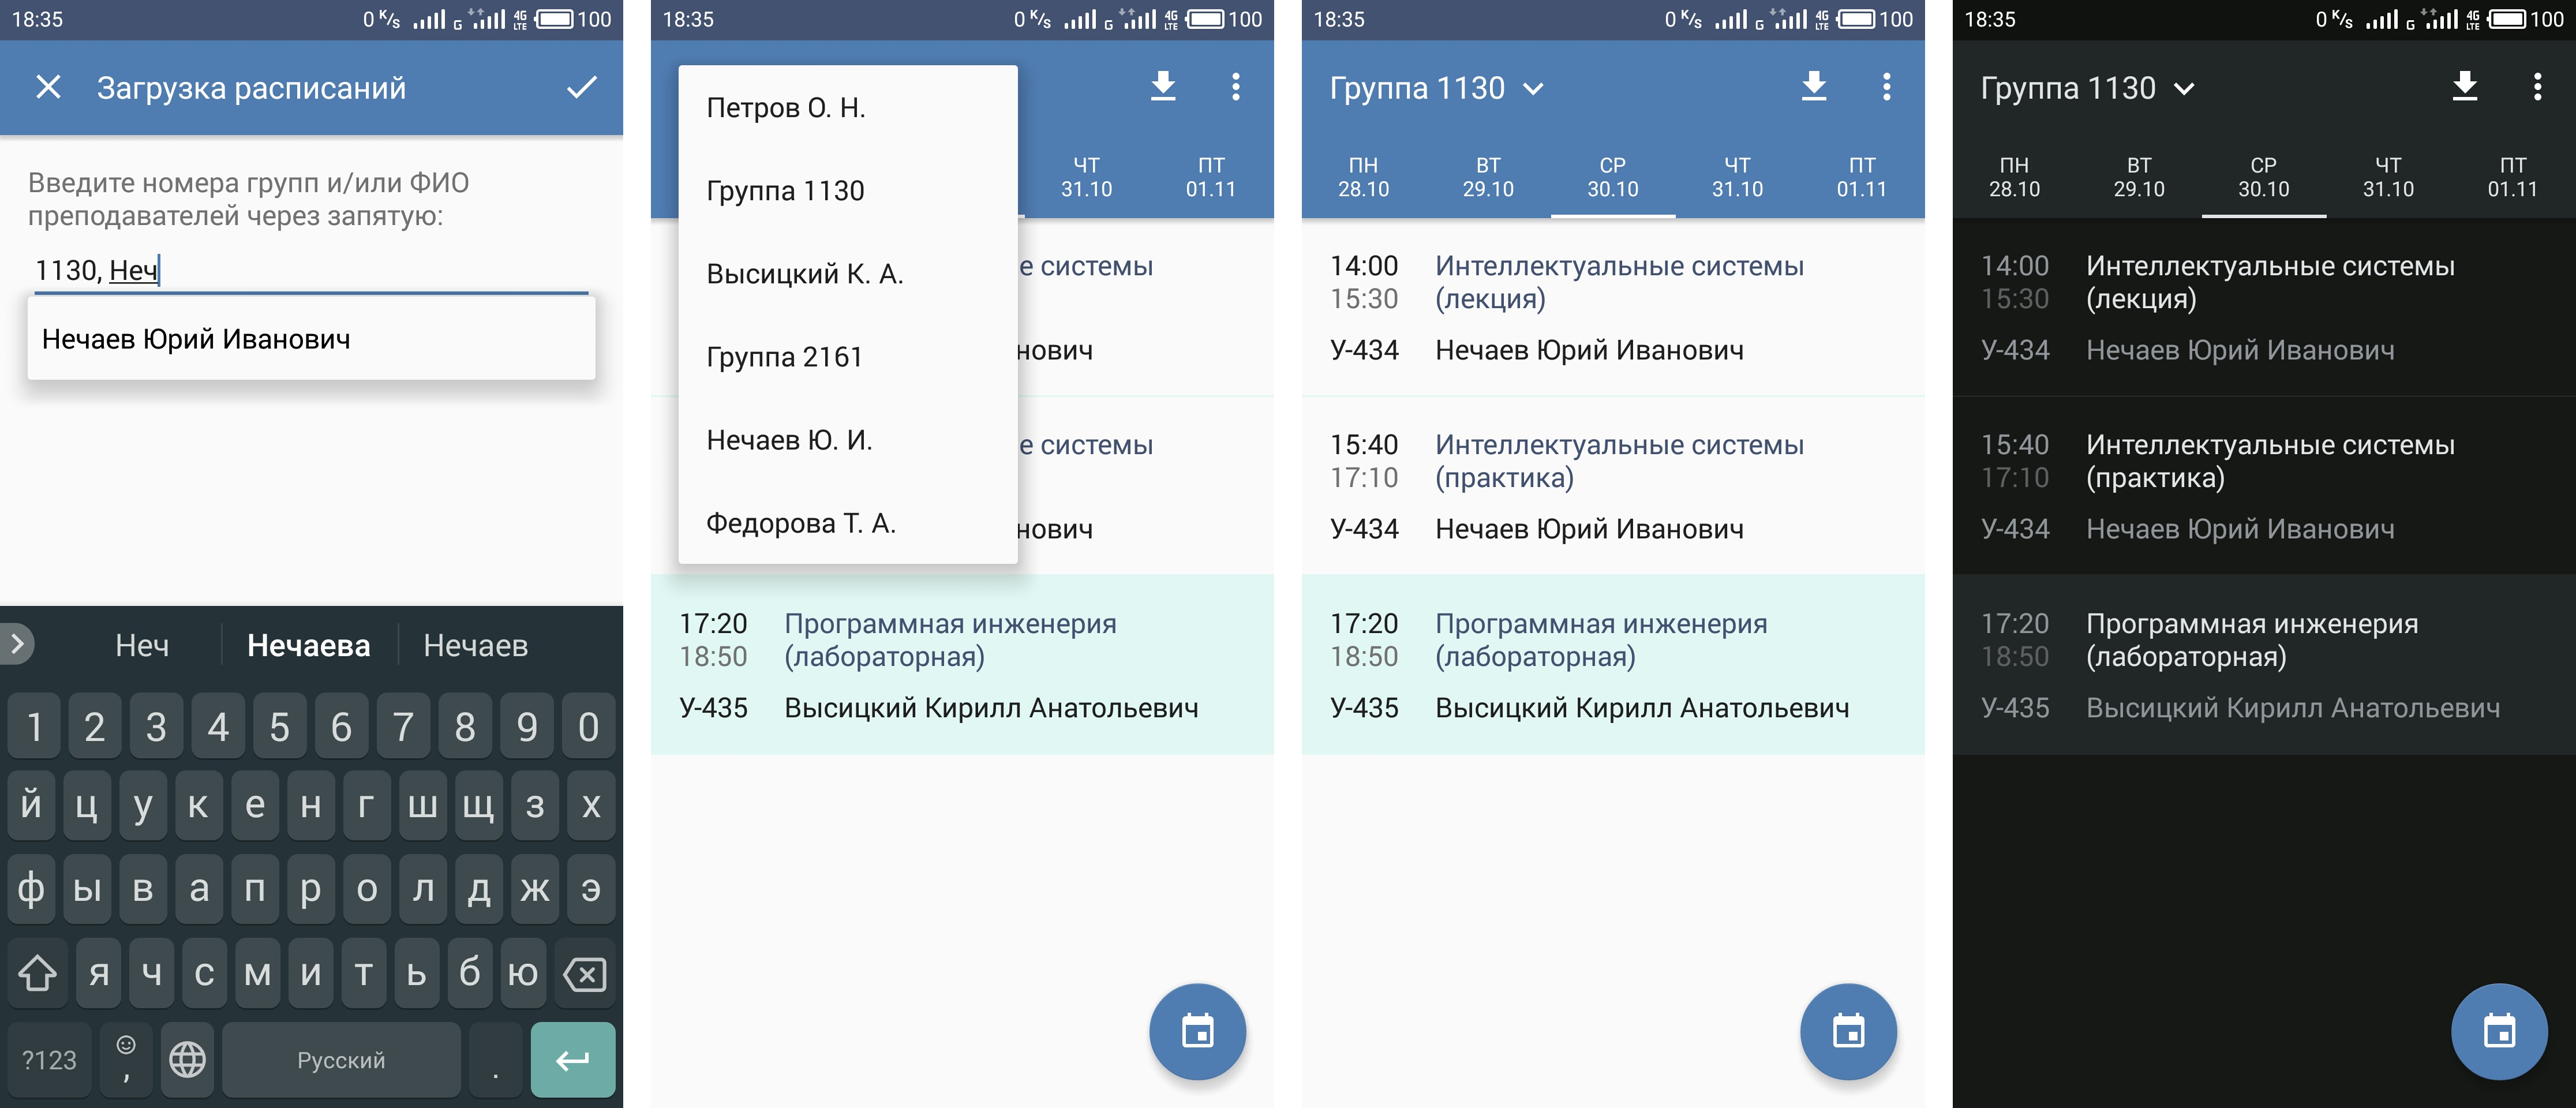 18:35
0 K/s G 4G LTE 100
Загрузка расписаний
Введите номера групп и/или ФИО
преподавателей через запятую:
1130, Неч
Нечаев Юрий Иванович
Неч Нечаева Нечаев
1 2 3 4 5 6 7 8 9 0
й ц у к е н г ш щ з х
ф ы в а п р о л д ж э
я ч с м и т ь б ю
?123 , Русский .
18:35
0 K/s G 4G LTE 100
Петров О. Н.
Группа 1130
Высицкий К. А.
Группа 2161
Нечаев Ю. И.
Федорова Т. А.
ЧТ ПТ
31.10 01.11
е системы
нович
е системы
нович
17:20 Программная инженерия
18:50 (лабораторная)
У-435 Высицкий Кирилл Анатольевич
18:35
0 K/s G 4G LTE 100
Группа 1130
ПН ВТ СР ЧТ ПТ
28.10 29.10 30.10 31.10 01.11
14:00 Интеллектуальные системы
15:30 (лекция)
У-434 Нечаев Юрий Иванович
15:40 Интеллектуальные системы
17:10 (практика)
У-434 Нечаев Юрий Иванович
17:20 Программная инженерия
18:50 (лабораторная)
У-435 Высицкий Кирилл Анатольевич
18:35
0 K/s G 4G LTE 100
Группа 1130
ПН ВТ СР ЧТ ПТ
28.10 29.10 30.10 31.10 01.11
14:00 Интеллектуальные системы
15:30 (лекция)
У-434 Нечаев Юрий Иванович
15:40 Интеллектуальные системы
17:10 (практика)
У-434 Нечаев Юрий Иванович
17:20 Программная инженерия
18:50 (лабораторная)
У-435 Высицкий Кирилл Анатольевич